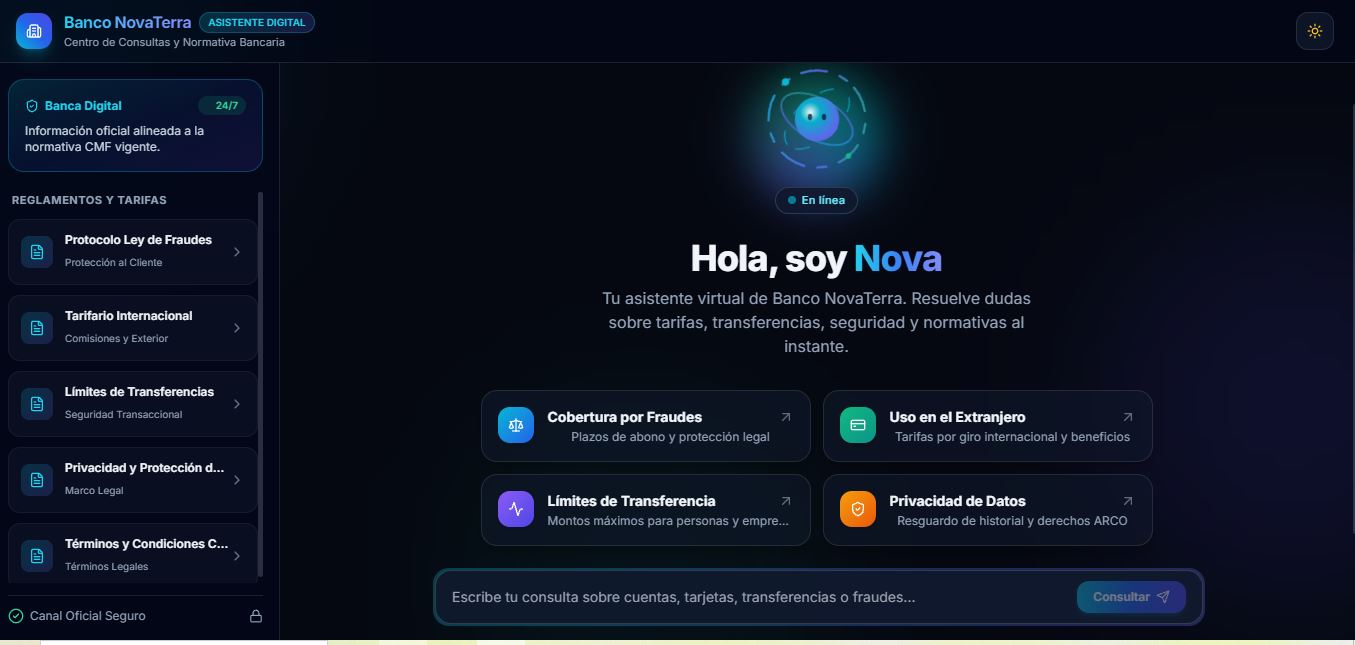 Banco NovaTerra
ASISTENTE DIGITAL
Centro de Consultas y Normativa Bancaria
Banca Digital
24/7
Información oficial alineada a la
normativa CMF vigente.
REGLAMENTOS Y TARIFAS
Protocolo Ley de Fraudes
Protección al Cliente
Tarifario Internacional
Comisiones y Exterior
Límites de Transferencias
Seguridad Transaccional
Privacidad y Protección d...
Marco Legal
Términos y Condiciones C...
Términos Legales
Canal Oficial Seguro
En línea
Hola, soy Nova
Tu asistente virtual de Banco NovaTerra. Resuelve dudas
sobre tarifas, transferencias, seguridad y normativas al
instante.
Cobertura por Fraudes
Plazos de abono y protección legal
Uso en el Extranjero
Tarifas por giro internacional y beneficios
Límites de Transferencia
Montos máximos para personas y empre...
Privacidad de Datos
Resguardo de historial y derechos ARCO
Escribe tu consulta sobre cuentas, tarjetas, transferencias o fraudes...
Consultar